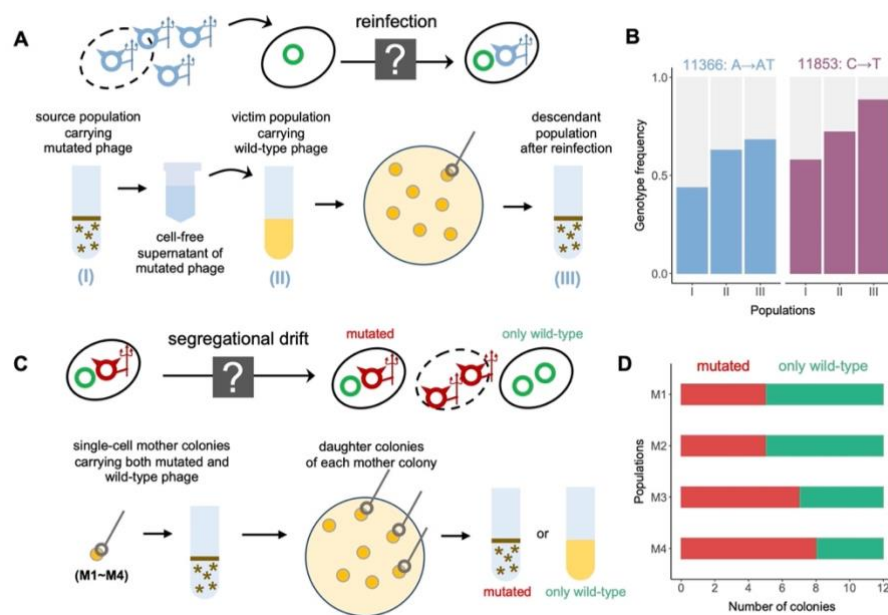 A
reinfection
?
source population
carrying
mutated phage
victim population
carrying
wild-type phage
descendant
population
after reinfection
cell-free
supernatant of
mutated phage
(I)
(II)
(III)
B
11366: A→AT
11853: C→T
Genotype frequency
1.0
0.5
0.0
I
II
III
I
II
III
Populations
C
segregational drift
?
mutated
only wild-type
single-cell mother colonies
carrying both mutated and
wild-type phage
daughter colonies
of each mother colony
(M1~M4)
or
mutated
only wild-type
D
mutated
only wild-type
Populations
M1
M2
M3
M4
0
2
4
6
8
10
12
Number of colonies